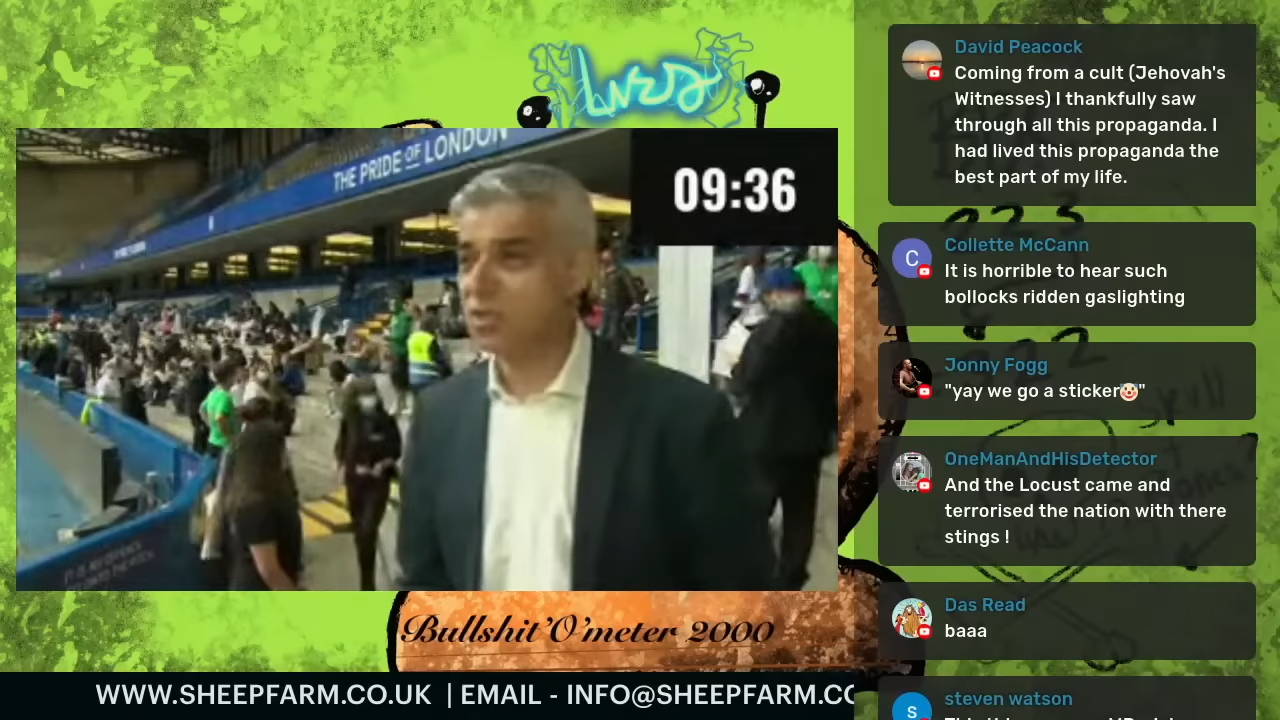 THE PRIDE OF LONDON
09:36
Bullshit'O'meter 2000
WWW.SHEEPFARM.CO.UK | EMAIL - INFO@SHEEPFARM.CO
David Peacock
Coming from a cult (Jehovah's
Witnesses) I thankfully saw
through all this propaganda. I
had lived this propaganda the
best part of my life.
223
C
Collette McCann
It is horrible to hear such
bollocks ridden gaslighting
Jonny Fogg
"yay we go a sticker🤡"
Skull
OneManAndHisDetector
And the Locust came and
terrorised the nation with there
stings !
Das Read
baaa
s
steven watson